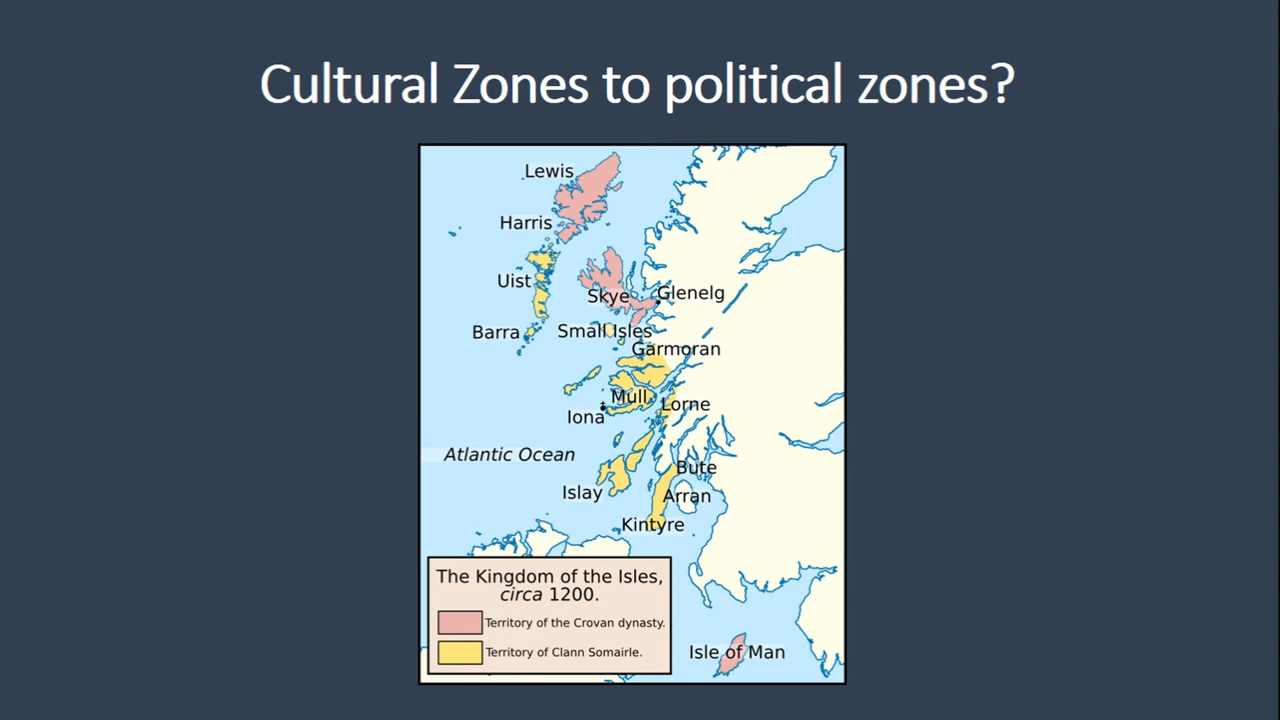 Cultural Zones to political zones?
Lewis
Harris
Uist
Skye
Glenelg
Barra
Small Isles
Garmoran
Mull
Lorne
Iona
Atlantic Ocean
Bute
Islay
Arran
Kintyre
The Kingdom of the Isles,
circa 1200.
Territory of the Crovan dynasty.
Territory of Clann Somairle.
Isle of Man